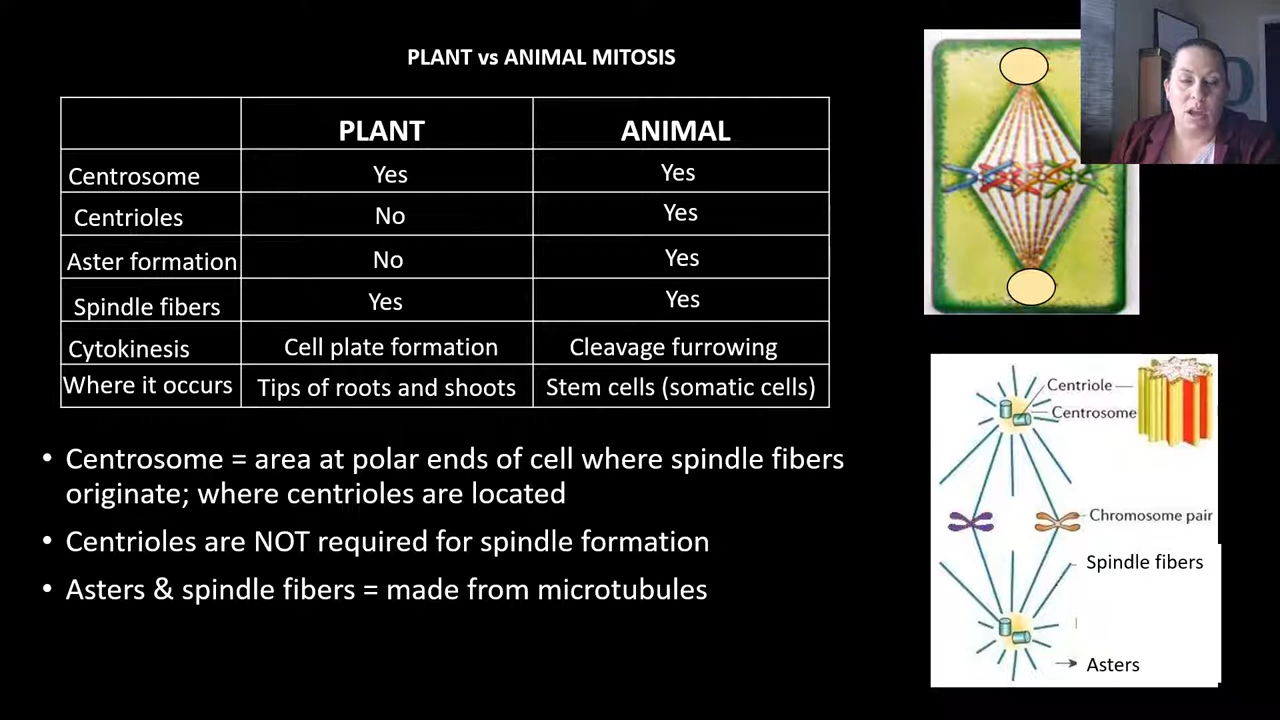 PLANT vs ANIMAL MITOSIS
PLANT ANIMAL
Centrosome Yes Yes
Centrioles No Yes
Aster formation No Yes
Spindle fibers Yes Yes
Cytokinesis Cell plate formation Cleavage furrowing
Where it occurs Tips of roots and shoots Stem cells (somatic cells)
• Centrosome = area at polar ends of cell where spindle fibers
originate; where centrioles are located
• Centrioles are NOT required for spindle formation
• Asters & spindle fibers = made from microtubules
Centriole
Centrosome
Chromosome pair
Spindle fibers
Asters